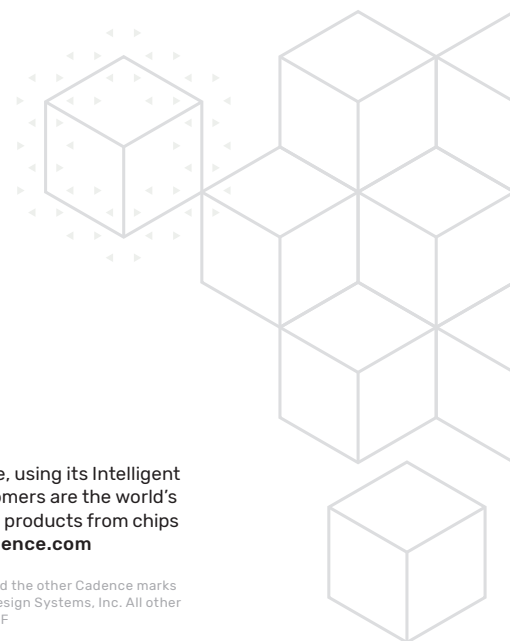 e, using its Intelligent
omers are the world's
products from chips
ence.com
d the other Cadence marks
esign Systems, Inc. All other
F